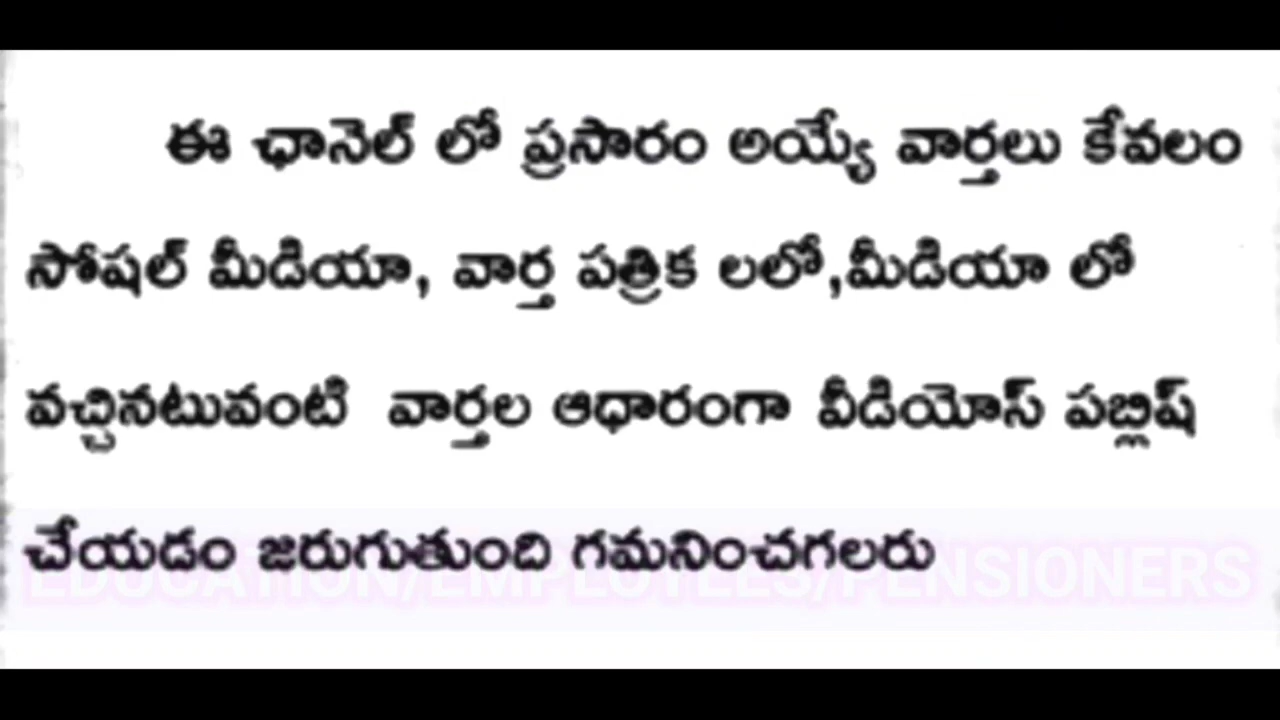 ఈ ఛానెల్ లో ప్రసారం అయ్యే వార్తలు కేవలం
సోషల్ మీడియా, వార్త పత్రిక లలో,మీడియా లో
వచ్చినటువంటి వార్తల ఆధారంగా వీడియోస్ పబ్లిష్
చేయడం జరుగుతుంది గమనించగలరు
EDUCATION/EMPLOYEES/PENSIONERS